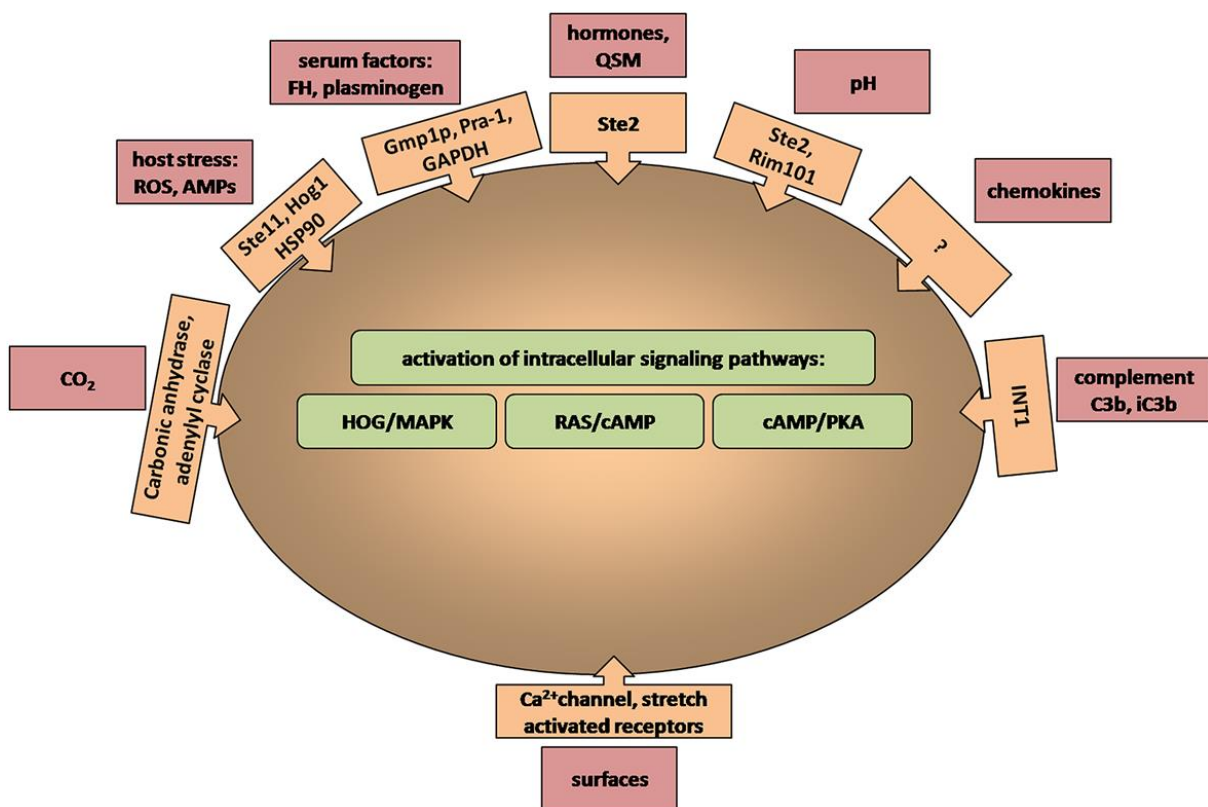 hormones,
QSM
serum factors:
FH, plasminogen
pH
Ste2
Gmp1p, Pra-1,
GAPDH
Ste2,
Rim101
host stress:
ROS, AMPs
chemokines
Ste11, Hog1
HSP90
?
Carbonic anhydrase,
adenylyl cyclase
CO₂
activation of intracellular signaling pathways:
HOG/MAPK
RAS/cAMP
cAMP/PKA
INT1
complement
C3b, iC3b
Ca²⁺channel, stretch
activated receptors
surfaces